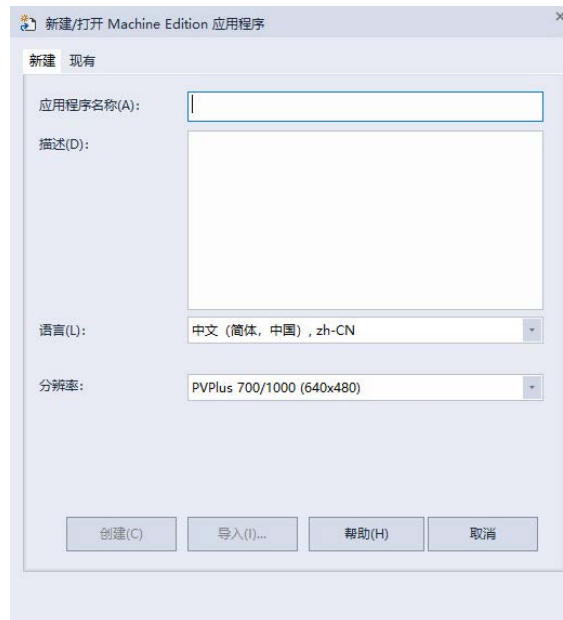 新建/打开 Machine Edition 应用程序
新建 现有
应用程序名称(A):
描述(D):
语言(L): 中文（简体，中国）, zh-CN
分辨率: PVPlus 700/1000 (640x480)
创建(C) 导入(I)... 帮助(H) 取消